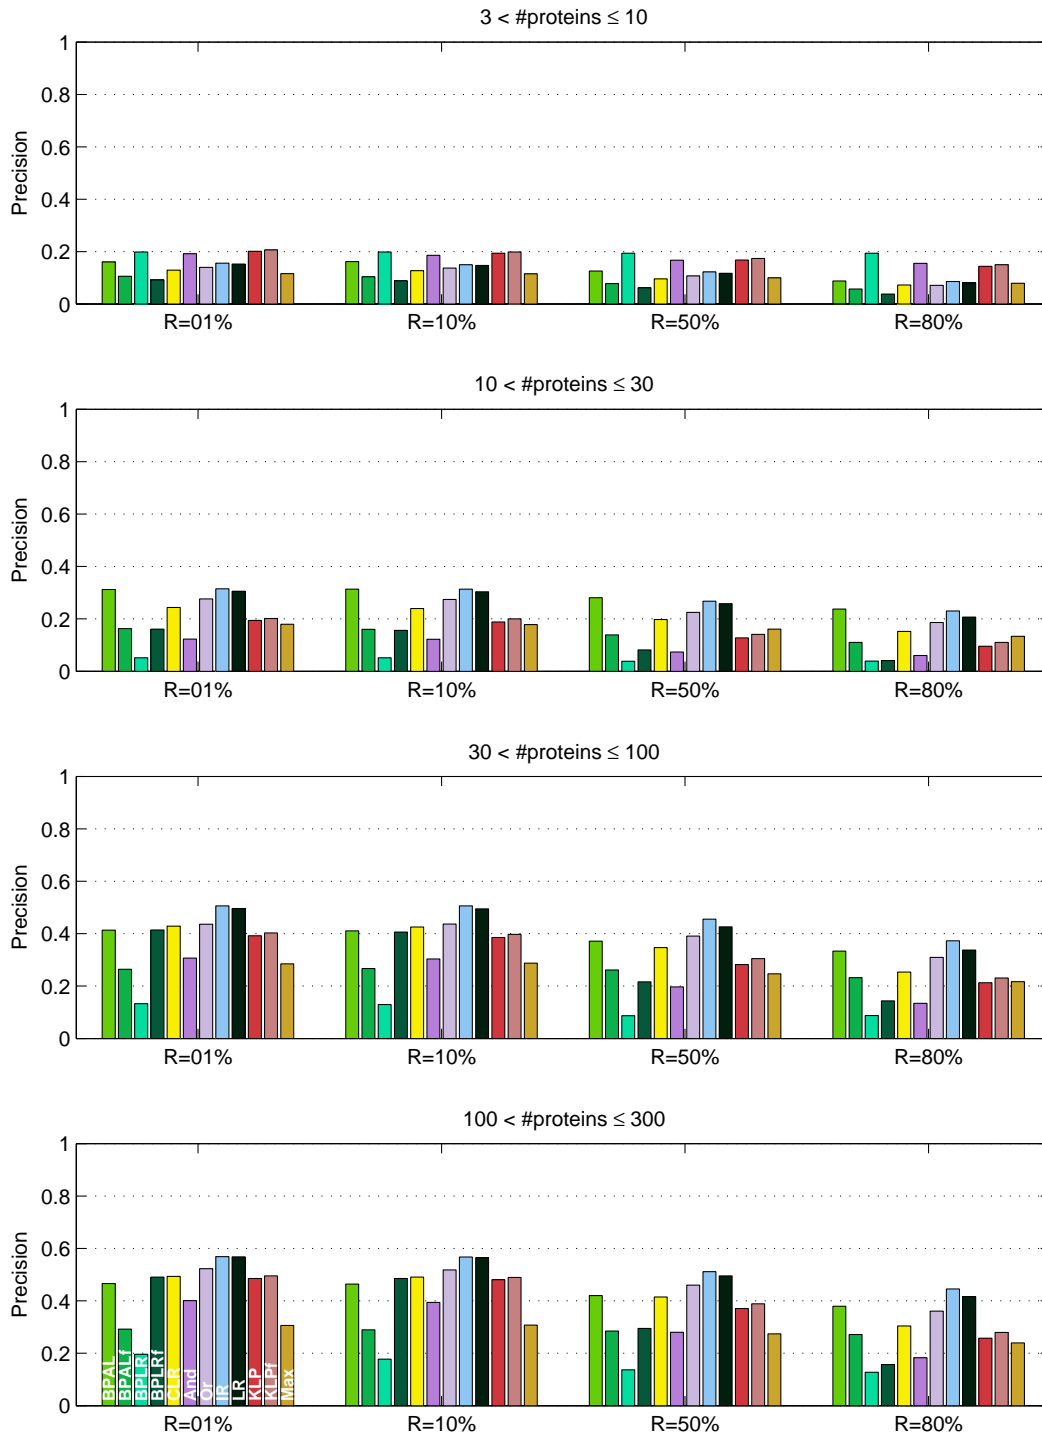 3 < #proteins ≤ 10
1
0.8
0.6
0.4
0.2
0
Precision
R=01% R=10% R=50% R=80%
10 < #proteins ≤ 30
1
0.8
0.6
0.4
0.2
0
Precision
R=01% R=10% R=50% R=80%
30 < #proteins ≤ 100
1
0.8
0.6
0.4
0.2
0
Precision
R=01% R=10% R=50% R=80%
100 < #proteins ≤ 300
1
0.8
0.6
0.4
0.2
0
Precision
BPAL
BPALf
BPLR
BPLRf
CLR
And
Or
IR
LR
KLP
KLPf
Max
R=01% R=10% R=50% R=80%